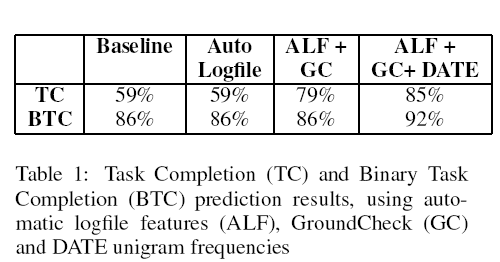 Baseline Auto Logfile ALF + GC ALF + GC+ DATE
TC 59% 59% 79% 85%
BTC 86% 86% 86% 92%
Table 1: Task Completion (TC) and Binary Task
Completion (BTC) prediction results, using auto-
matic logfile features (ALF), GroundCheck (GC)
and DATE unigram frequencies